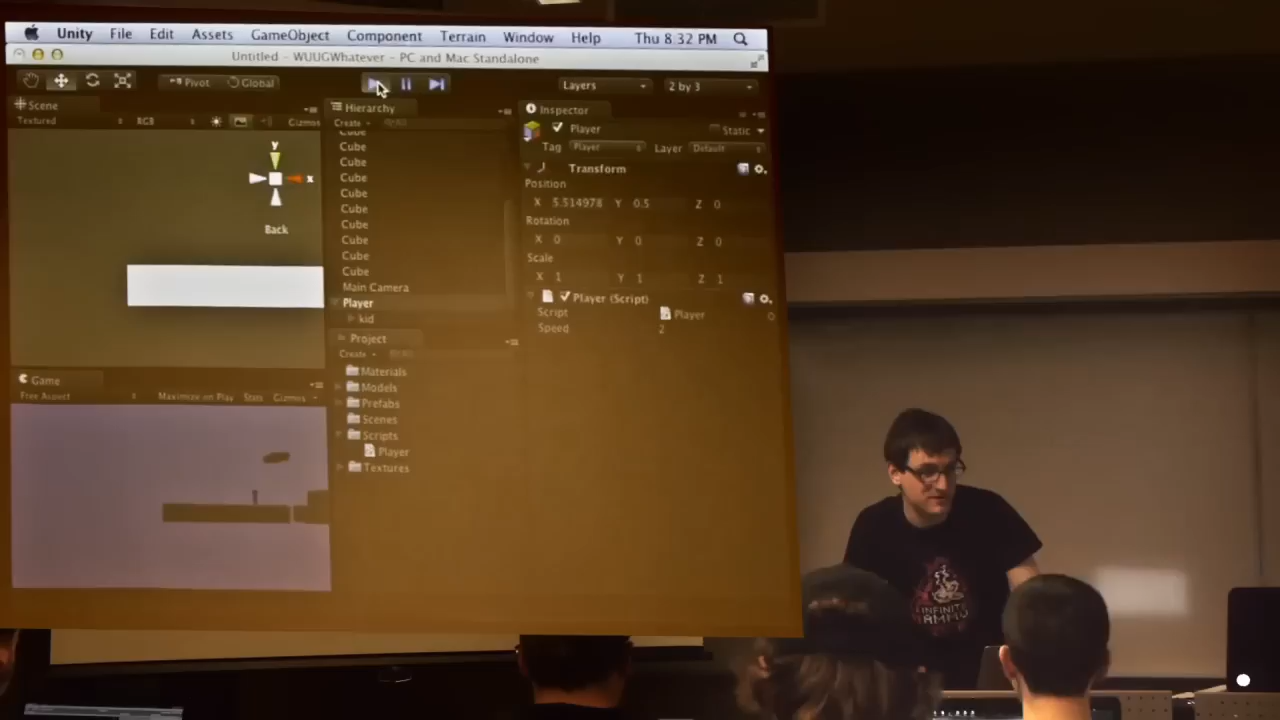 Unity File Edit Assets GameObject Component Terrain Window Help Thu 8:32 PM
Untitled - WUUGWhatever - PC and Mac Standalone
Pivot Global Layers 2 by 3
Scene
Textured RGB Gizmos
Hierarchy
Create
Cube
Cube
Cube
Cube
Cube
Cube
Cube
Cube
Cube
Cube
Main Camera
Player
kid
y
x
Back
Project
Create
Materials
Models
Prefabs
Scenes
Scripts
Player
Textures
Game
Free Aspect Maximize on Play Stats Gizmos
Inspector
Player Static
Tag Player Layer Default
Transform
Position
X 5.514978 Y 0.5 Z 0
Rotation
X 0 Y 0 Z 0
Scale
X 1 Y 1 Z 1
Player (Script)
Script Player
Speed 2
INFINITE
AMMO